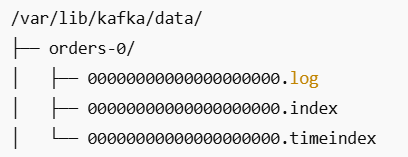 /var/lib/kafka/data/
├── orders-0/
│   ├── 00000000000000000000.log
│   ├── 00000000000000000000.index
│   └── 00000000000000000000.timeindex